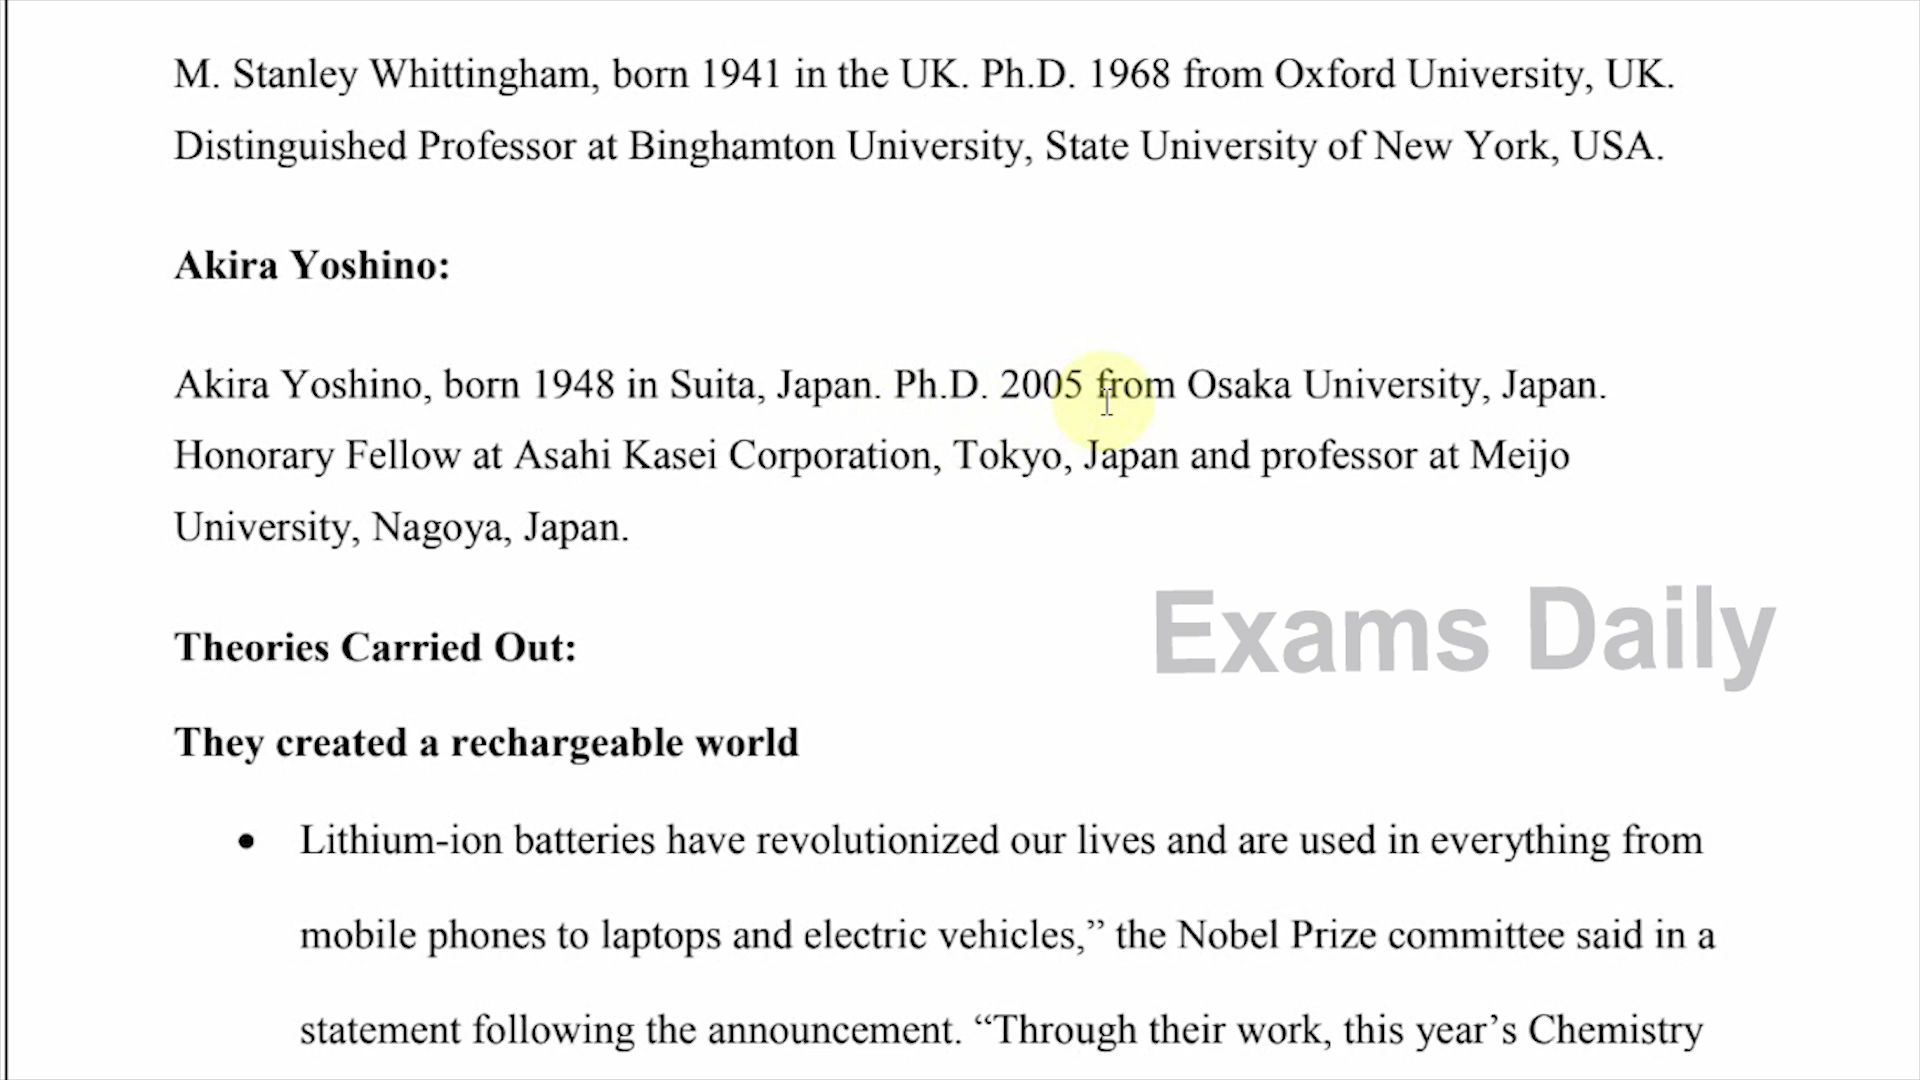 M. Stanley Whittingham, born 1941 in the UK. Ph.D. 1968 from Oxford University, UK.
Distinguished Professor at Binghamton University, State University of New York, USA.
Akira Yoshino:
Akira Yoshino, born 1948 in Suita, Japan. Ph.D. 2005 from Osaka University, Japan.
Honorary Fellow at Asahi Kasei Corporation, Tokyo, Japan and professor at Meijo
University, Nagoya, Japan.
Exams Daily
Theories Carried Out:
They created a rechargeable world
• Lithium-ion batteries have revolutionized our lives and are used in everything from
mobile phones to laptops and electric vehicles,” the Nobel Prize committee said in a
statement following the announcement. “Through their work, this year’s Chemistry